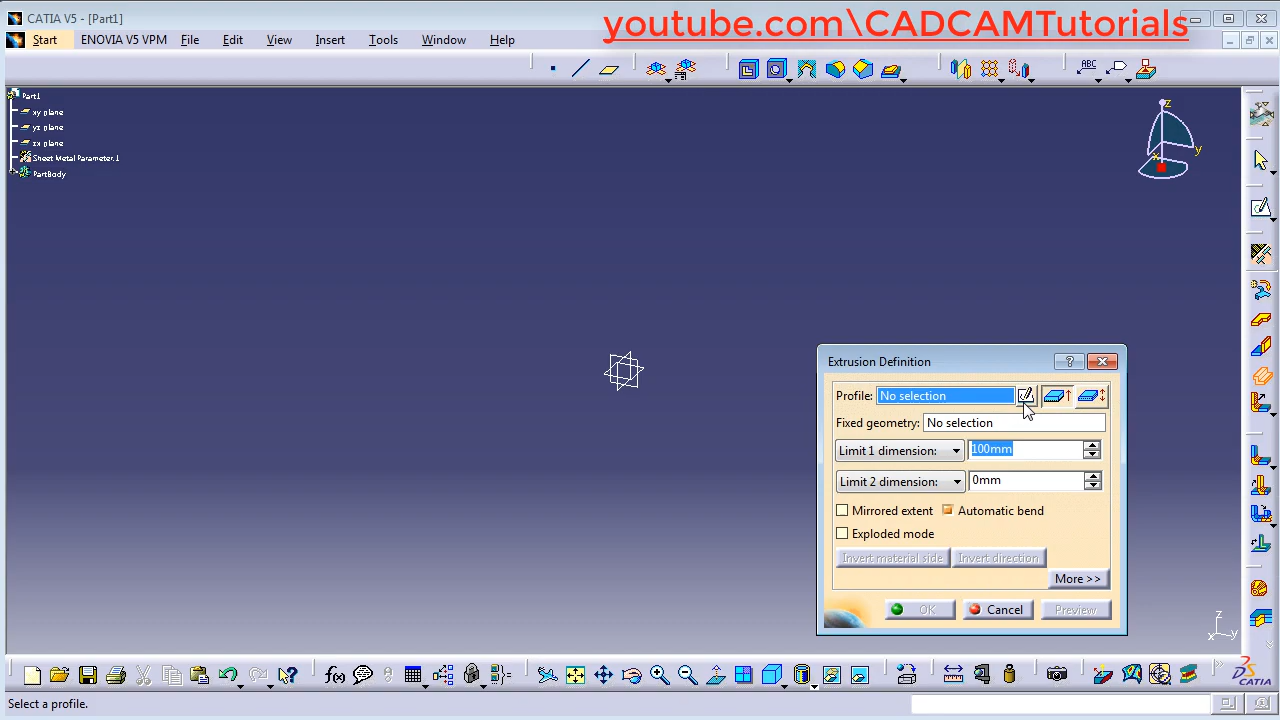 CATIA V5 - [Part1]
youtube.com\CADCAMTutorials
Start ENOVIA V5 VPM File Edit View Insert Tools Window Help
ABC
Part1
xy plane
yz plane
zx plane
Sheet Metal Parameter.1
PartBody
z
y
x
Extrusion Definition
?
Profile: No selection
Fixed geometry: No selection
Limit 1 dimension: 100mm
Limit 2 dimension: 0mm
Mirrored extent Automatic bend
Exploded mode
Invert material side Invert direction
More >>
OK Cancel Preview
z
x y
f(x)
CATIA
Select a profile.